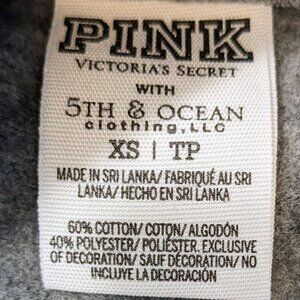 PINK
VICTORIA'S SECRET
WITH
5TH & OCEAN
clothing, LLC
XS | TP
MADE IN SRI LANKA/ FABRIQUÉ AU SRI
LANKA/ HECHO EN SRI LANKA
60% COTTON/ COTON/ ALGODÓN
40% POLYESTER/ POLIÉSTER. EXCLUSIVE
OF DECORATION/ SAUF DÉCORATION/ NO
INCLUYE LA DECORACIÓN